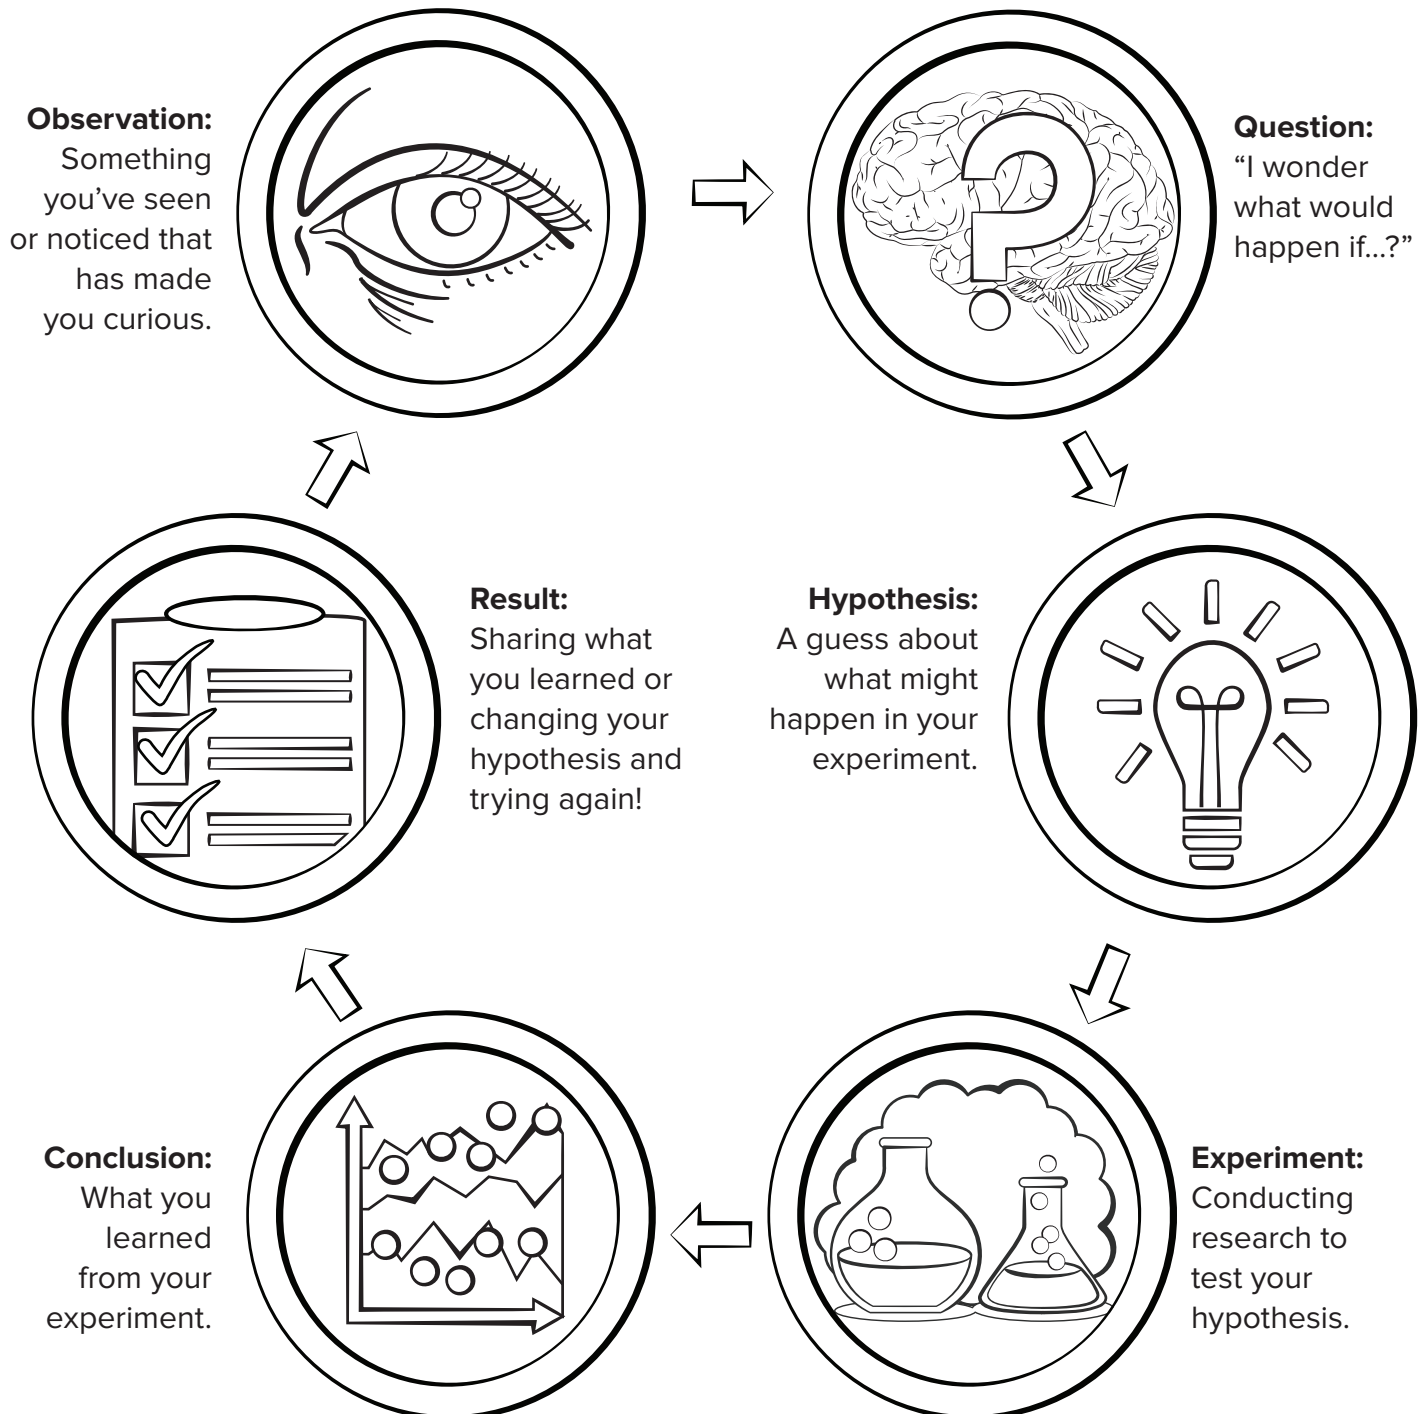 Observation:
Something
you’ve seen
or noticed that
has made
you curious.
Question:
“I wonder
what would
happen if...?”
Hypothesis:
A guess about
what might
happen in your
experiment.
Experiment:
Conducting
research to
test your
hypothesis.
Conclusion:
What you
learned
from your
experiment.
Result:
Sharing what
you learned or
changing your
hypothesis and
trying again!